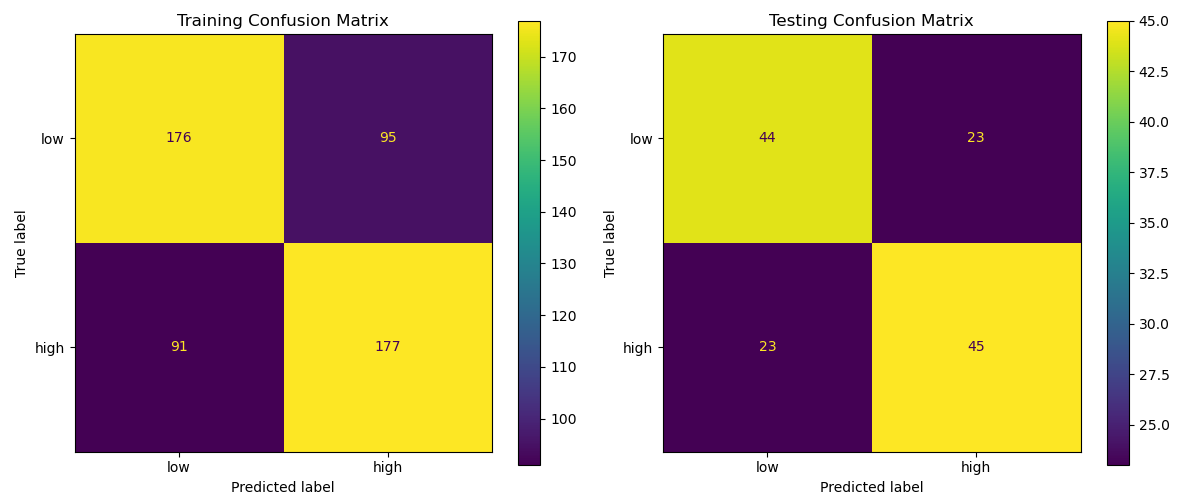 Training Confusion Matrix
True label
low
high
176
95
91
177
low
high
Predicted label
170
160
150
140
130
120
110
100
Testing Confusion Matrix
True label
low
high
44
23
23
45
low
high
Predicted label
45.0
42.5
40.0
37.5
35.0
32.5
30.0
27.5
25.0